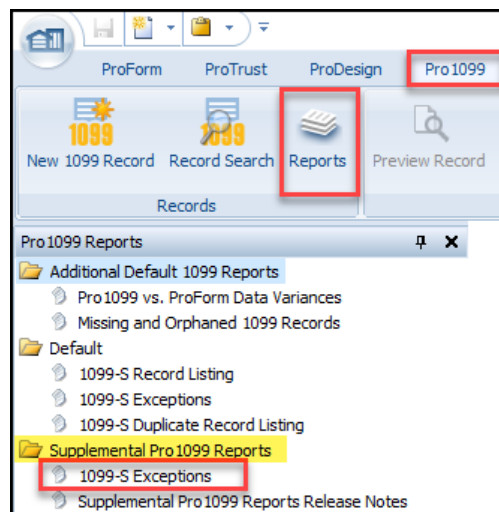 ProForm ProTrust ProDesign Pro1099
1099 1099
New 1099 Record Record Search Reports Preview Record
Records
Pro1099 Reports
Additional Default 1099 Reports
Pro1099 vs. ProForm Data Variances
Missing and Orphaned 1099 Records
Default
1099-S Record Listing
1099-S Exceptions
1099-S Duplicate Record Listing
Supplemental Pro1099 Reports
1099-S Exceptions
Supplemental Pro1099 Reports Release Notes